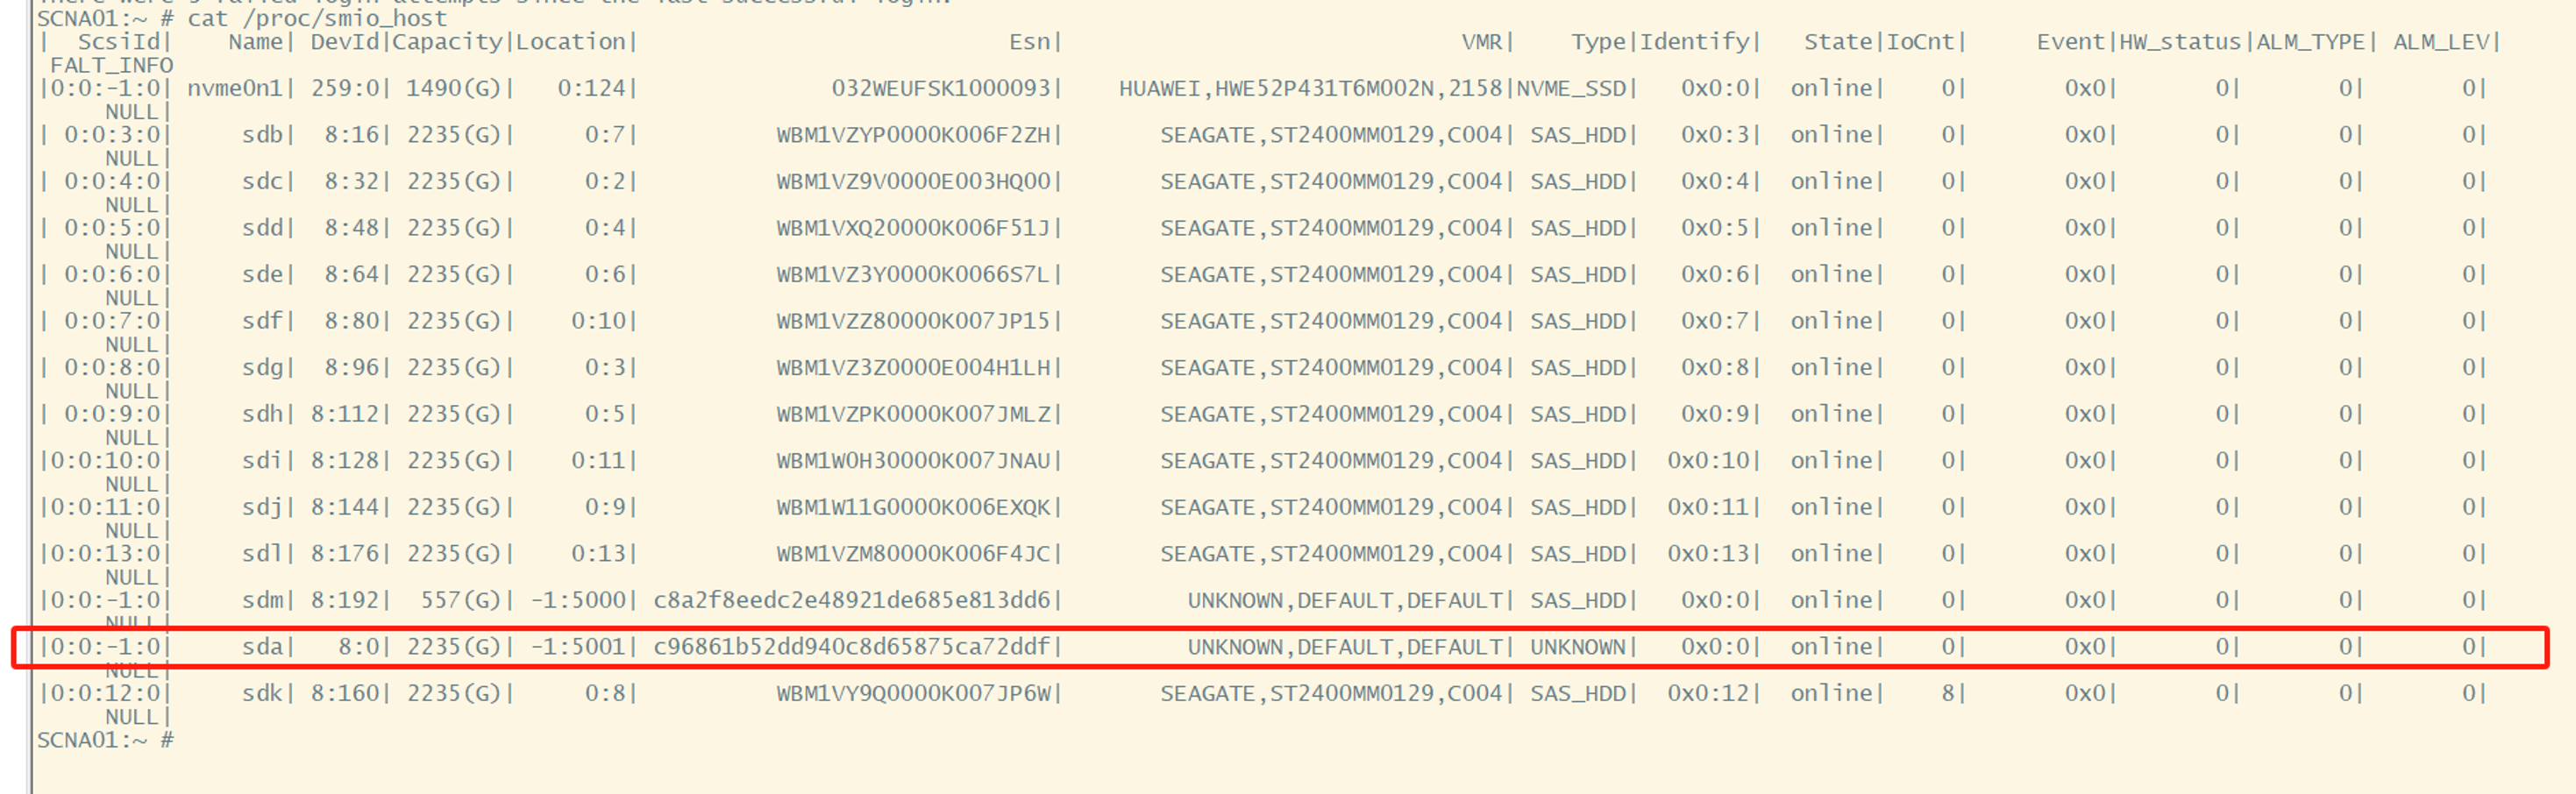 There were 5 failed login attempts since the last successful login.
SCNA01:~ # cat /proc/smio_host
|  ScsiId|    Name|  DevId|Capacity|Location|                           Esn|                             VMR|    Type|Identify|   State|IoCnt|     Event|HW_status|ALM_TYPE| ALM_LEV|
 FALT_INFO
|0:0:-1:0| nvme0n1|  259:0| 1490(G)|   0:124|              032WEUFSK1000093|    HUAWEI,HWE52P431T6M002N,2158|NVME_SSD|   0x0:0|  online|    0|       0x0|        0|       0|       0|
     NULL|
| 0:0:3:0|     sdb|   8:16| 2235(G)|     0:7|          WBM1VZYP0000K006F2ZH|       SEAGATE,ST2400MM0129,C004| SAS_HDD|   0x0:3|  online|    0|       0x0|        0|       0|       0|
     NULL|
| 0:0:4:0|     sdc|   8:32| 2235(G)|     0:2|          WBM1VZ9V0000E003HQ00|       SEAGATE,ST2400MM0129,C004| SAS_HDD|   0x0:4|  online|    0|       0x0|        0|       0|       0|
     NULL|
| 0:0:5:0|     sdd|   8:48| 2235(G)|     0:4|          WBM1VXQ20000K006F51J|       SEAGATE,ST2400MM0129,C004| SAS_HDD|   0x0:5|  online|    0|       0x0|        0|       0|       0|
     NULL|
| 0:0:6:0|     sde|   8:64| 2235(G)|     0:6|          WBM1VZ3Y0000K0066S7L|       SEAGATE,ST2400MM0129,C004| SAS_HDD|   0x0:6|  online|    0|       0x0|        0|       0|       0|
     NULL|
| 0:0:7:0|     sdf|   8:80| 2235(G)|    0:10|          WBM1VZZ80000K007JP15|       SEAGATE,ST2400MM0129,C004| SAS_HDD|   0x0:7|  online|    0|       0x0|        0|       0|       0|
     NULL|
| 0:0:8:0|     sdg|   8:96| 2235(G)|     0:3|          WBM1VZ3Z0000E004H1LH|       SEAGATE,ST2400MM0129,C004| SAS_HDD|   0x0:8|  online|    0|       0x0|        0|       0|       0|
     NULL|
| 0:0:9:0|     sdh|  8:112| 2235(G)|     0:5|          WBM1VZPK0000K007JMLZ|       SEAGATE,ST2400MM0129,C004| SAS_HDD|   0x0:9|  online|    0|       0x0|        0|       0|       0|
     NULL|
|0:0:10:0|     sdi|  8:128| 2235(G)|    0:11|          WBM1W0H30000K007JNAU|       SEAGATE,ST2400MM0129,C004| SAS_HDD|  0x0:10|  online|    0|       0x0|        0|       0|       0|
     NULL|
|0:0:11:0|     sdj|  8:144| 2235(G)|     0:9|          WBM1W11G0000K006EXQK|       SEAGATE,ST2400MM0129,C004| SAS_HDD|  0x0:11|  online|    0|       0x0|        0|       0|       0|
     NULL|
|0:0:13:0|     sdl|  8:176| 2235(G)|    0:13|          WBM1VZM80000K006F4JC|       SEAGATE,ST2400MM0129,C004| SAS_HDD|  0x0:13|  online|    0|       0x0|        0|       0|       0|
     NULL|
|0:0:-1:0|     sdm|  8:192|  557(G)| -1:5000| c8a2f8eedc2e48921de685e813dd6|         UNKNOWN,DEFAULT,DEFAULT| SAS_HDD|   0x0:0|  online|    0|       0x0|        0|       0|       0|
     NULL|
|0:0:-1:0|     sda|    8:0| 2235(G)| -1:5001| c96861b52dd940c8d65875ca72ddf|         UNKNOWN,DEFAULT,DEFAULT| UNKNOWN|   0x0:0|  online|    0|       0x0|        0|       0|       0|
     NULL|
|0:0:12:0|     sdk|  8:160| 2235(G)|     0:8|          WBM1VY9Q0000K007JP6W|       SEAGATE,ST2400MM0129,C004| SAS_HDD|  0x0:12|  online|    8|       0x0|        0|       0|       0|
     NULL|
SCNA01:~ #